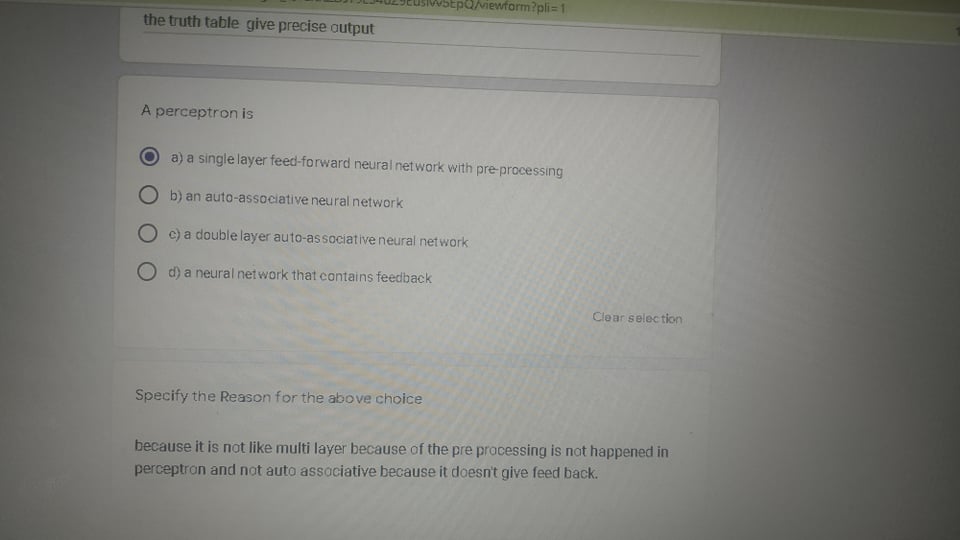 SEpQ/viewform?pli=1
the truth table give precise output
A perceptron is
a) a single layer feed-forward neural network with pre-processing
b) an auto-associative neural network
c) a double layer auto-associative neural network
d) a neural network that contains feedback
Clear selection
Specify the Reason for the above choice
because it is not like multi layer because of the pre processing is not happened in
perceptron and not auto associative because it doesn't give feed back.